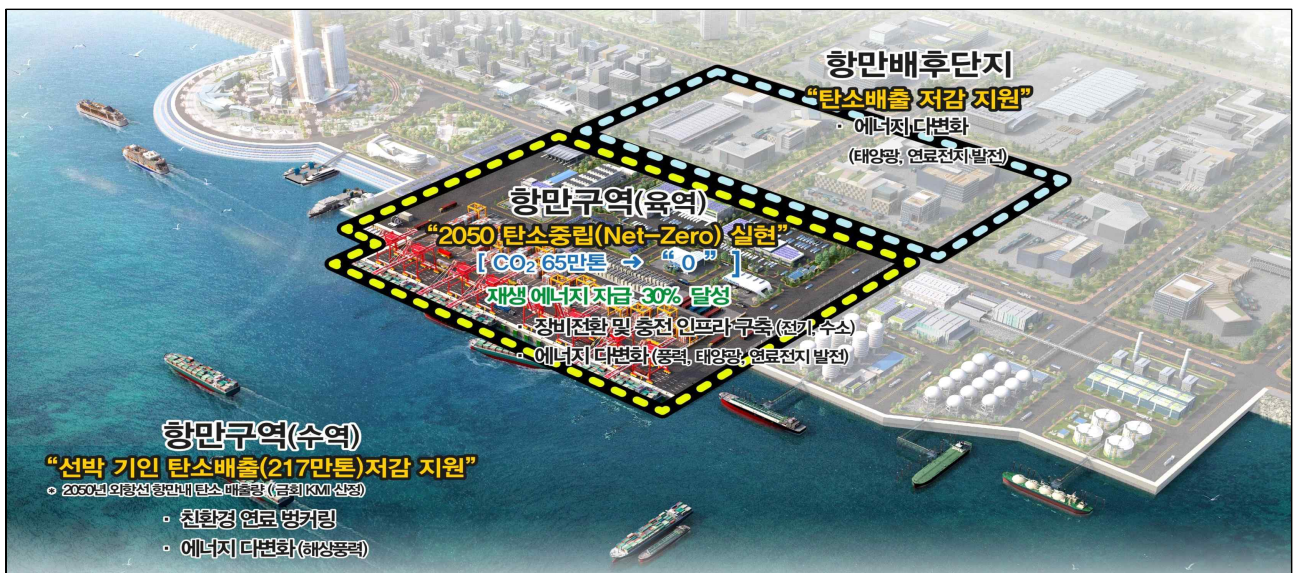 항만배후단지
“탄소배출 저감 지원”
· 에너지 다변화
(태양광, 연료전지 발전)
항만구역(육역)
“2050 탄소중립(Net-Zero) 실현”
[ CO₂ 65만톤 → “0” ]
재생 에너지 자급 30% 달성
· 장비전환 및 충전 인프라 구축 (전기, 수소)
· 에너지 다변화 (풍력, 태양광, 연료전지 발전)
항만구역(수역)
“선박 기인 탄소배출(217만톤)저감 지원”
* 2050년 외항선 항만내 탄소 배출량 (금회 KMI 산정)
· 친환경 연료 벙커링
· 에너지 다변화 (해상풍력)